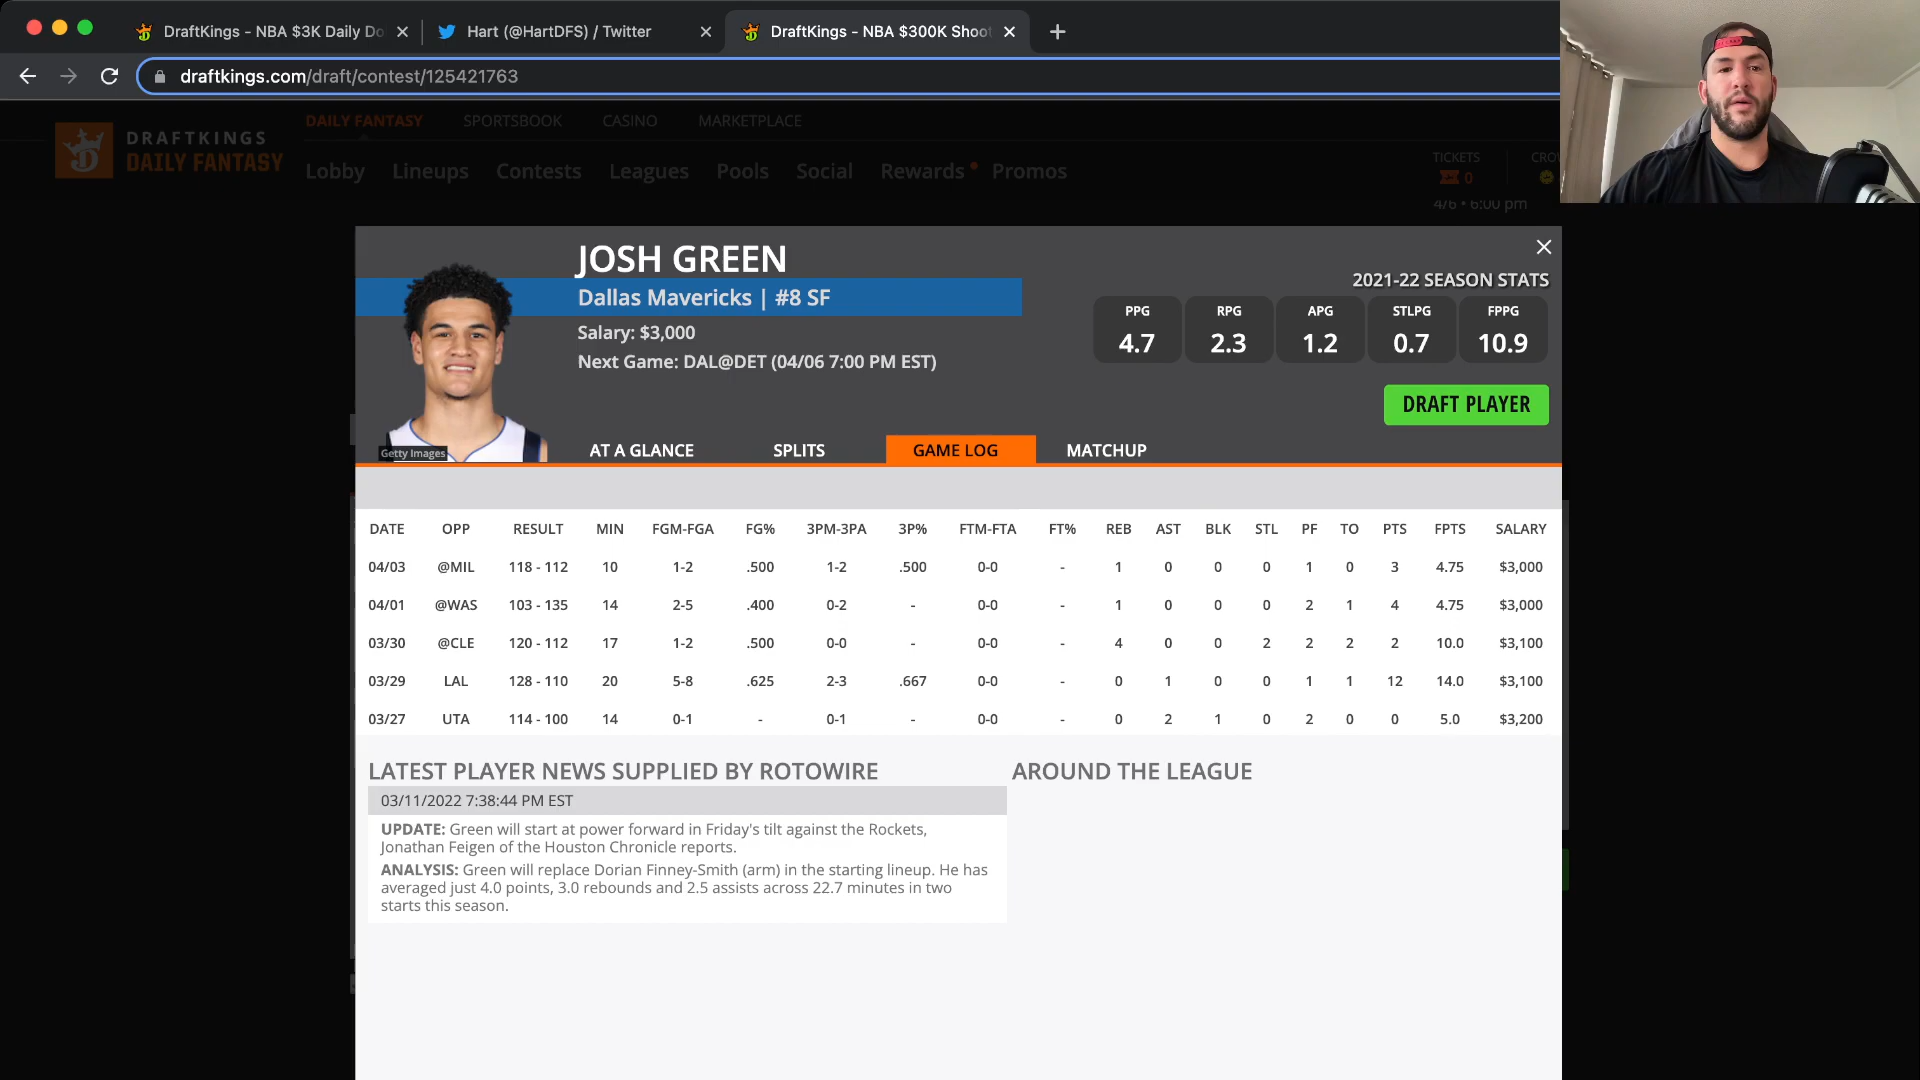 DraftKings - NBA $3K Daily Do
Hart (@HartDFS) / Twitter
DraftKings - NBA $300K Shoot
draftkings.com/draft/contest/125421763
DRAFTKINGS
DAILY FANTASY
DAILY FANTASY SPORTSBOOK CASINO MARKETPLACE
Lobby Lineups Contests Leagues Pools Social Rewards Promos
TICKETS
0
CRO
4/6 • 6:00 pm
JOSH GREEN
Dallas Mavericks | #8 SF
Salary: $3,000
Next Game: DAL@DET (04/06 7:00 PM EST)
Getty Images
2021-22 SEASON STATS
PPG RPG APG STLPG FPPG
4.7 2.3 1.2 0.7 10.9
DRAFT PLAYER
AT A GLANCE SPLITS GAME LOG MATCHUP
DATE OPP RESULT MIN FGM-FGA FG% 3PM-3PA 3P% FTM-FTA FT% REB AST BLK STL PF TO PTS FPTS SALARY
04/03 @MIL 118 - 112 10 1-2 .500 1-2 .500 0-0 - 1 0 0 0 1 0 3 4.75 $3,000
04/01 @WAS 103 - 135 14 2-5 .400 0-2 - 0-0 - 1 0 0 0 2 1 4 4.75 $3,000
03/30 @CLE 120 - 112 17 1-2 .500 0-0 - 0-0 - 4 0 0 2 2 2 2 10.0 $3,100
03/29 LAL 128 - 110 20 5-8 .625 2-3 .667 0-0 - 0 1 0 0 1 1 12 14.0 $3,100
03/27 UTA 114 - 100 14 0-1 - 0-1 - 0-0 - 0 2 1 0 2 0 0 5.0 $3,200
LATEST PLAYER NEWS SUPPLIED BY ROTOWIRE
03/11/2022 7:38:44 PM EST
UPDATE: Green will start at power forward in Friday's tilt against the Rockets,
Jonathan Feigen of the Houston Chronicle reports.
ANALYSIS: Green will replace Dorian Finney-Smith (arm) in the starting lineup. He has
averaged just 4.0 points, 3.0 rebounds and 2.5 assists across 22.7 minutes in two
starts this season.
AROUND THE LEAGUE